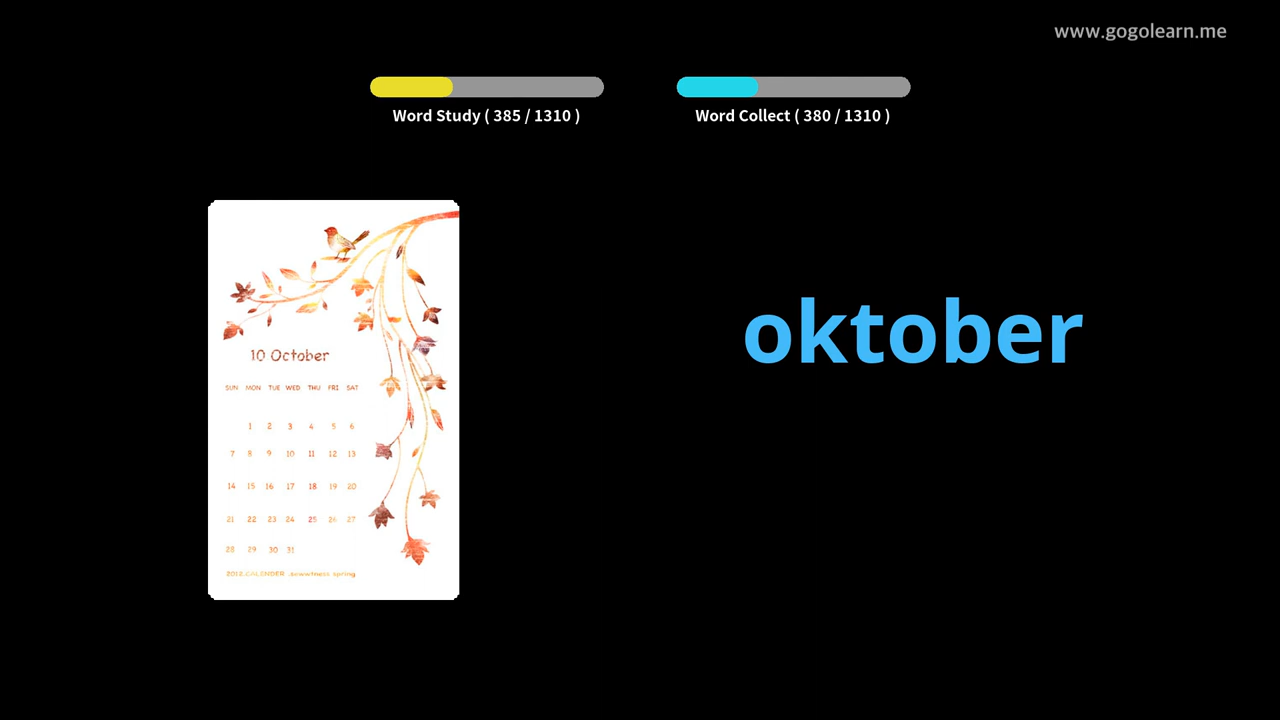 www.gogolearn.me
Word Study ( 385 / 1310 )
Word Collect ( 380 / 1310 )
10 October
SUN MON TUE WED THU FRI SAT
1 2 3 4 5 6
7 8 9 10 11 12 13
14 15 16 17 18 19 20
21 22 23 24 25 26 27
28 29 30 31
2012.CALENDER
oktober